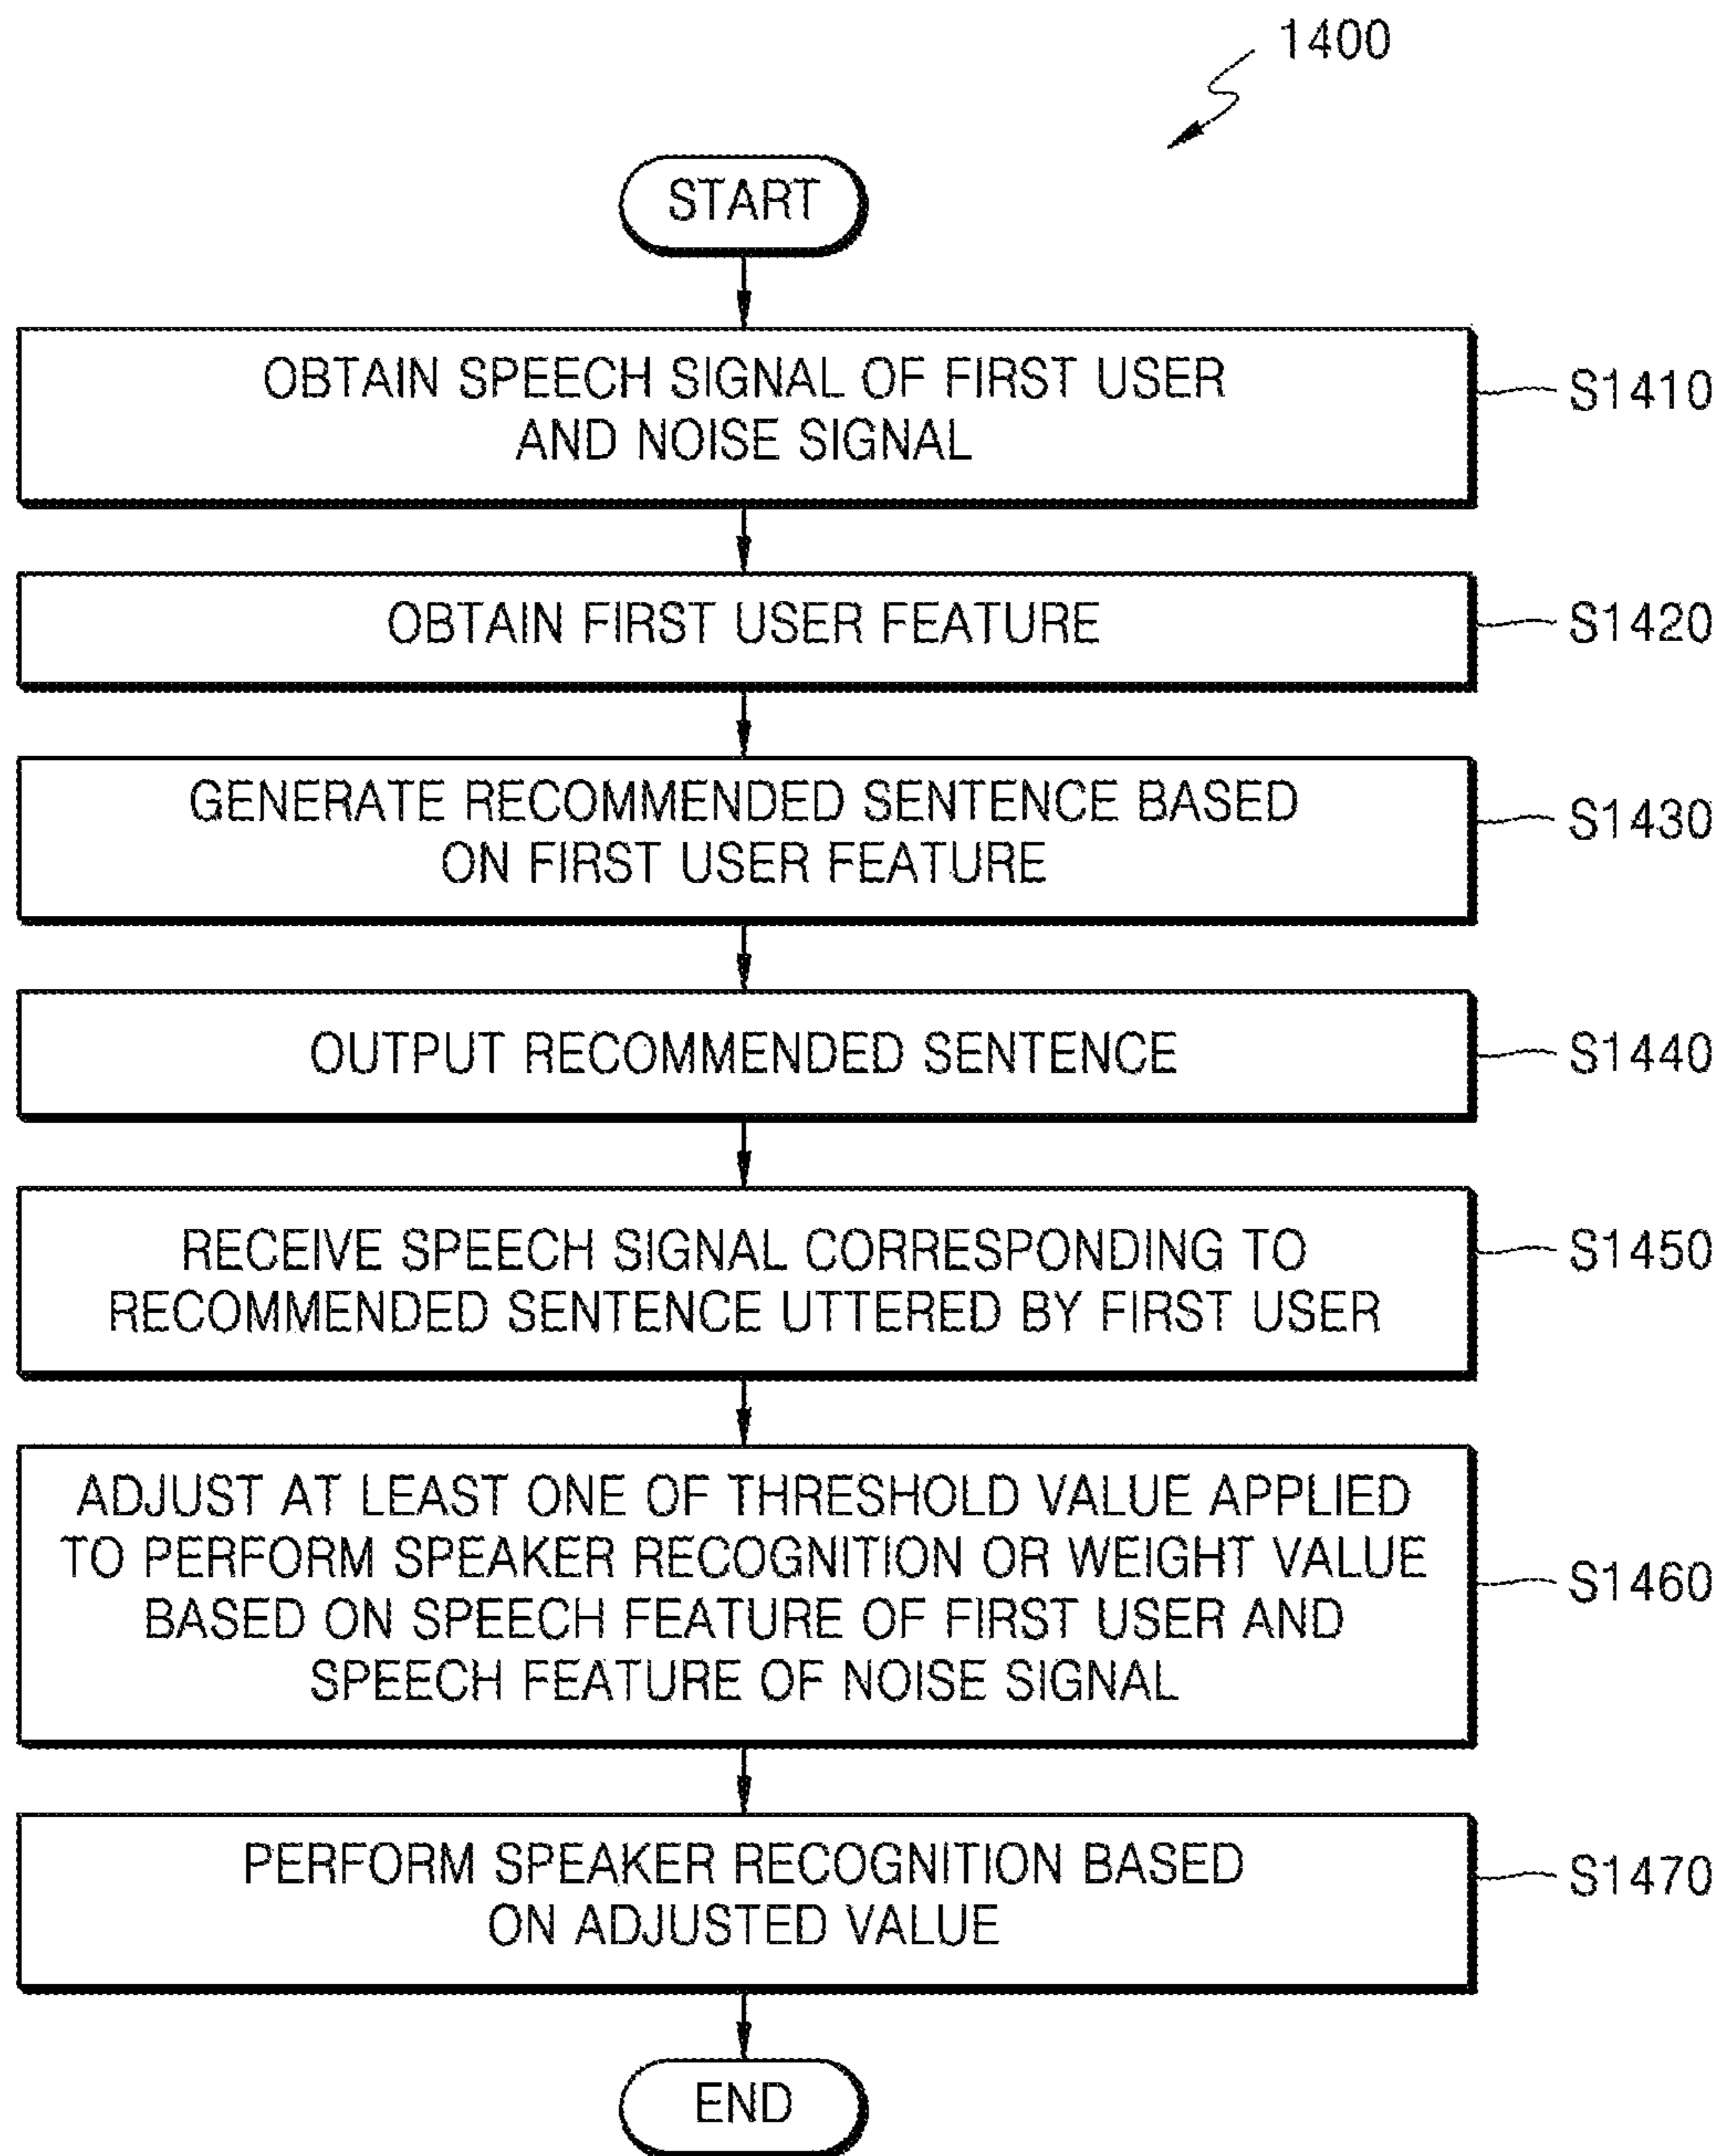 1400
START
OBTAIN SPEECH SIGNAL OF FIRST USER
AND NOISE SIGNAL
S1410
OBTAIN FIRST USER FEATURE
S1420
GENERATE RECOMMENDED SENTENCE BASED
ON FIRST USER FEATURE
S1430
OUTPUT RECOMMENDED SENTENCE
S1440
RECEIVE SPEECH SIGNAL CORRESPONDING TO
RECOMMENDED SENTENCE UTTERED BY FIRST USER
S1450
ADJUST AT LEAST ONE OF THRESHOLD VALUE APPLIED
TO PERFORM SPEAKER RECOGNITION OR WEIGHT VALUE
BASED ON SPEECH FEATURE OF FIRST USER AND
SPEECH FEATURE OF NOISE SIGNAL
S1460
PERFORM SPEAKER RECOGNITION BASED
ON ADJUSTED VALUE
S1470
END